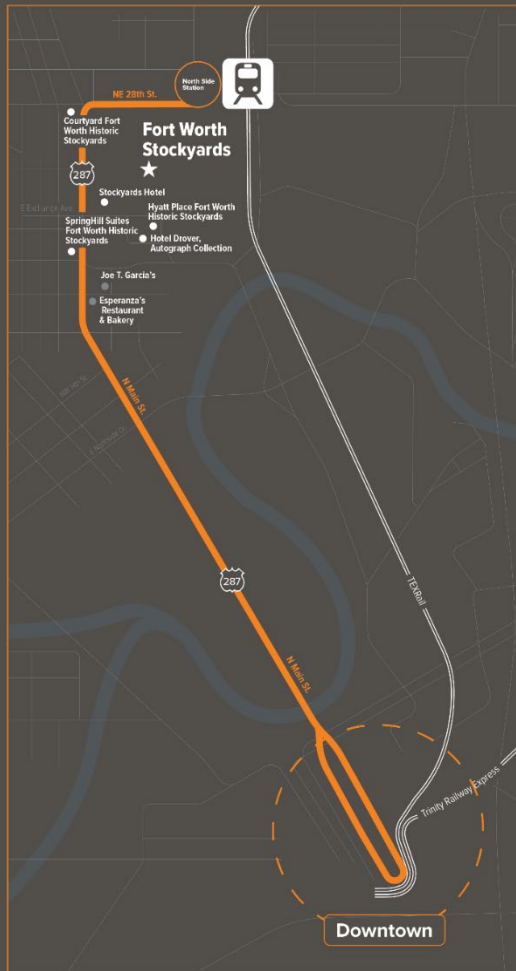 North Side
Station
NE 28th St.
Courtyard Fort
Worth Historic
Stockyards
Fort Worth
Stockyards
287
Stockyards Hotel
E Exchange Ave
Hyatt Place Fort Worth
Historic Stockyards
SpringHill Suites
Fort Worth Historic
Stockyards
Hotel Drover,
Autograph Collection
Joe T. Garcia's
Esperanza's
Restaurant
& Bakery
N Main St.
287
TEXRail
N Main St.
Trinity Railway Express
Downtown